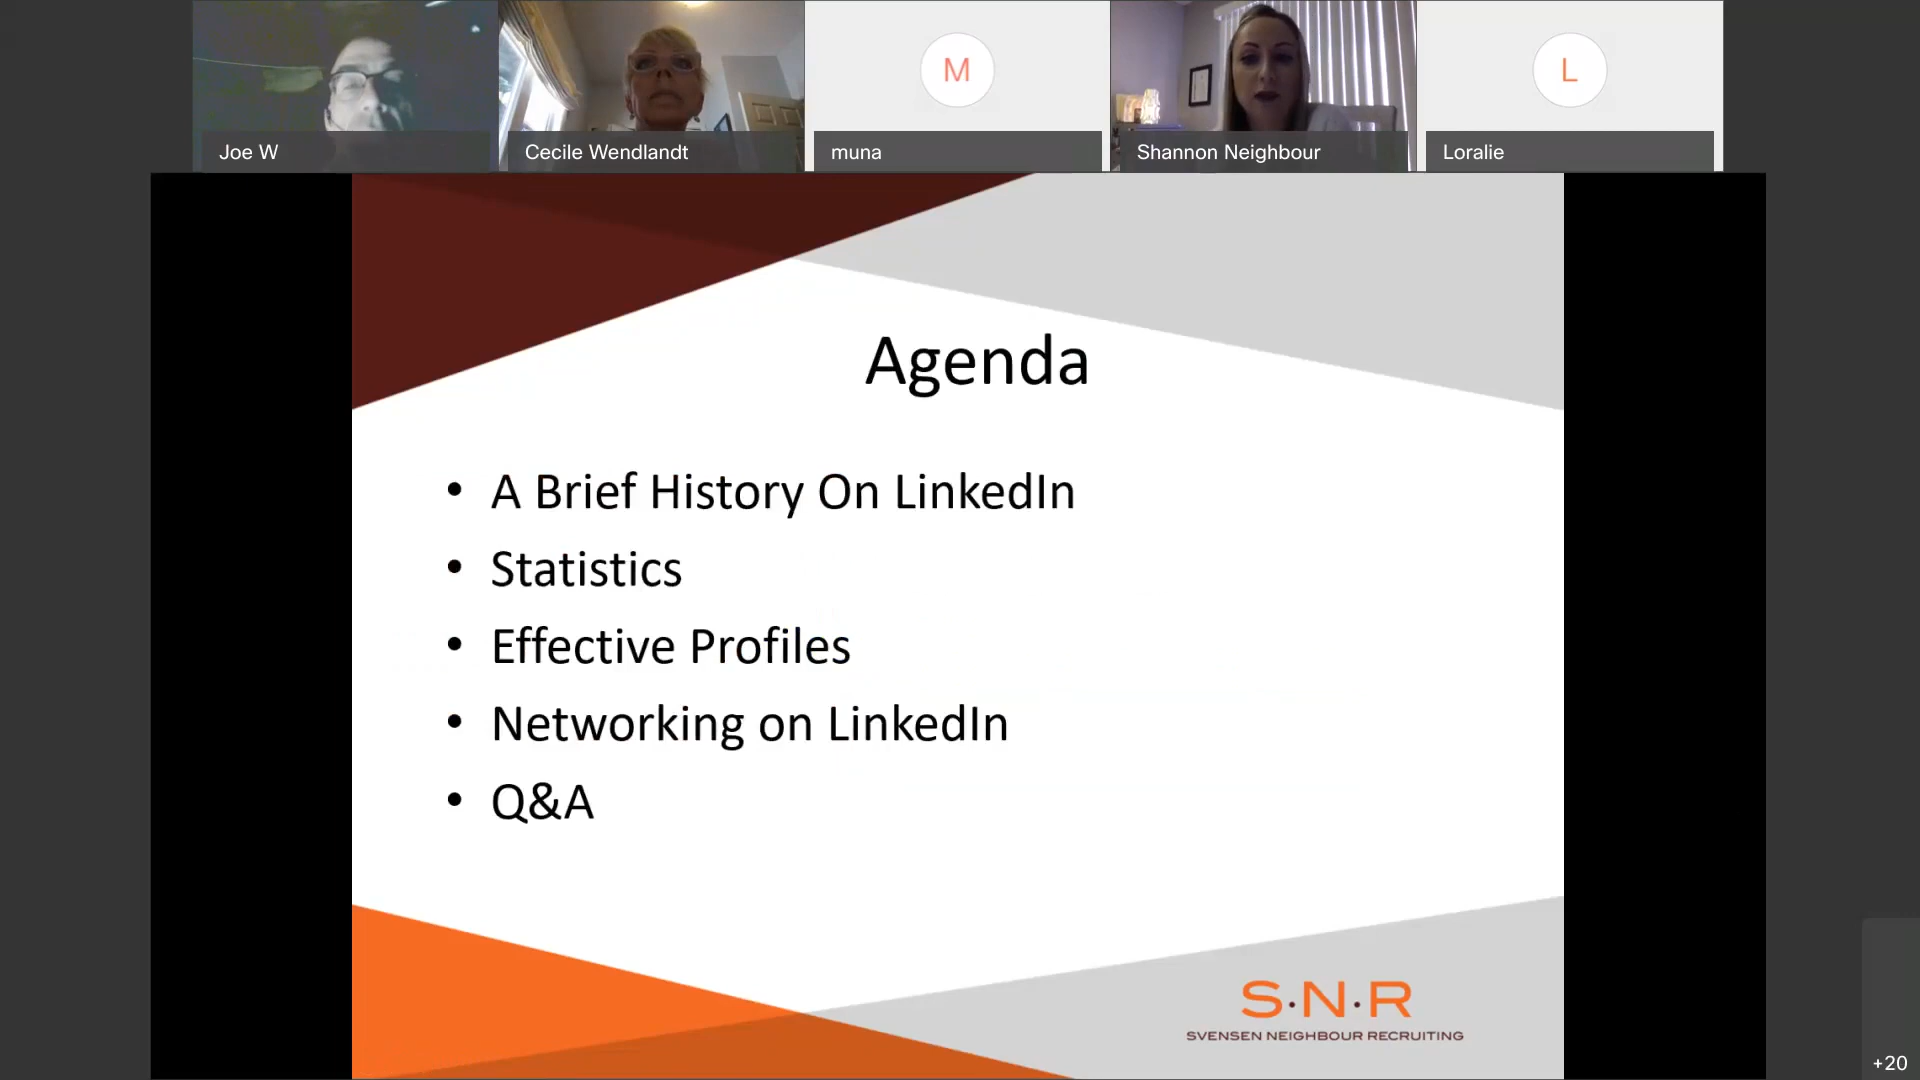 M
L
Joe W
Cecile Wendlandt
muna
Shannon Neighbour
Loralie
Agenda
• A Brief History On LinkedIn
• Statistics
• Effective Profiles
• Networking on LinkedIn
• Q&A
S·N·R
SVENSEN NEIGHBOUR RECRUITING
+20